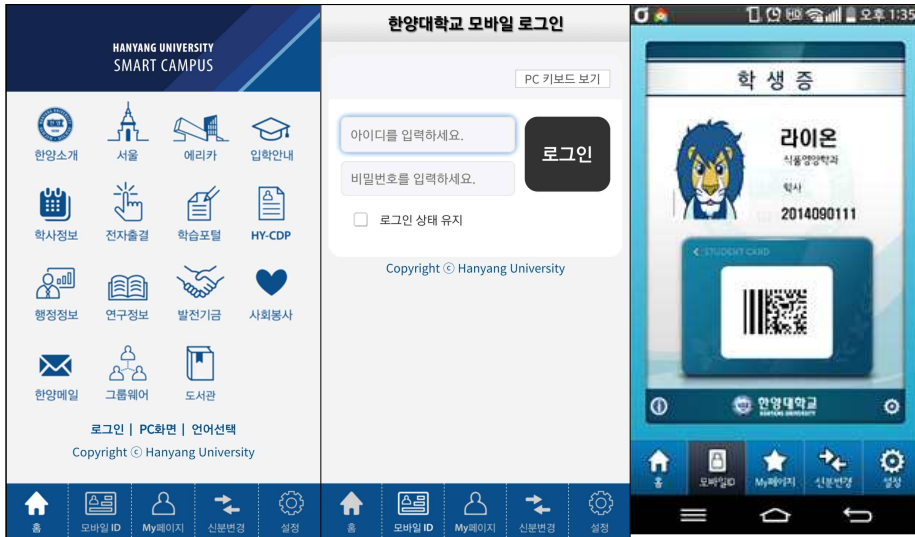 HANYANG UNIVERSITY
SMART CAMPUS
한양소개 서울 에리카 입학안내
학사정보 전자출결 학습포털 HY-CDP
행정정보 연구정보 발전기금 사회봉사
한양메일 그룹웨어 도서관
로그인 | PC화면 | 언어선택
Copyright ⓒ Hanyang University
홈 모바일 ID My페이지 신분변경 설정
한양대학교 모바일 로그인
PC 키보드 보기
아이디를 입력하세요.
비밀번호를 입력하세요.
로그인
로그인 상태 유지
Copyright ⓒ Hanyang University
홈 모바일 ID My페이지 신분변경 설정
오후 1:35
학생증
라이온
식품영양학과
학사
2014090111
< STUDENT CARD
한양대학교
HANYANG UNIVERSITY
홈 모바일ID My페이지 신분변경 설정